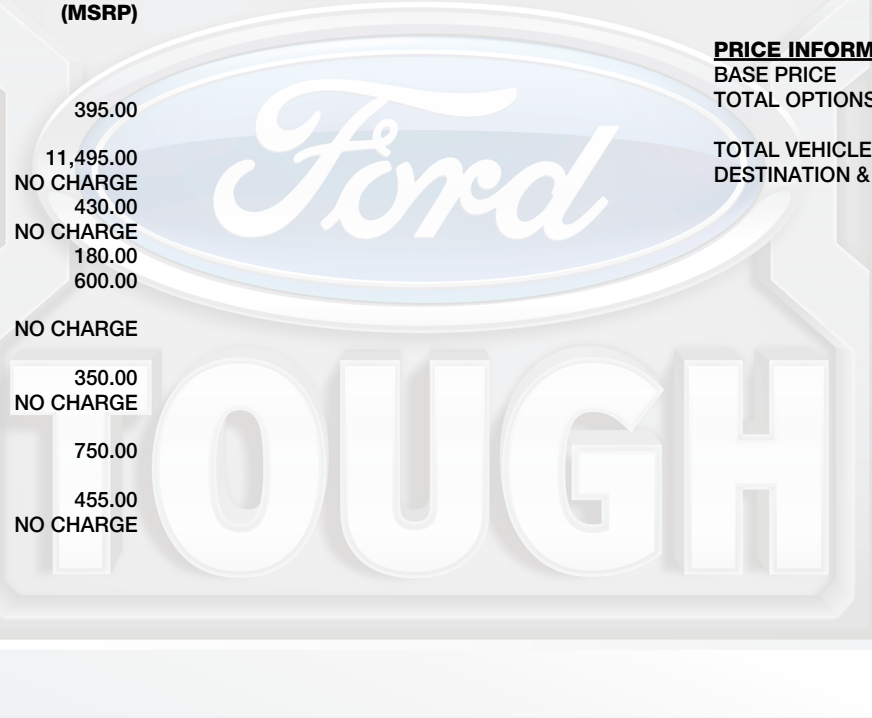 (MSRP)
395.00
11,495.00
NO CHARGE
430.00
NO CHARGE
180.00
600.00
NO CHARGE
350.00
NO CHARGE
750.00
455.00
NO CHARGE
PRICE INFORM
BASE PRICE
TOTAL OPTIONS
TOTAL VEHICLE
DESTINATION &
Ford
TOUGH